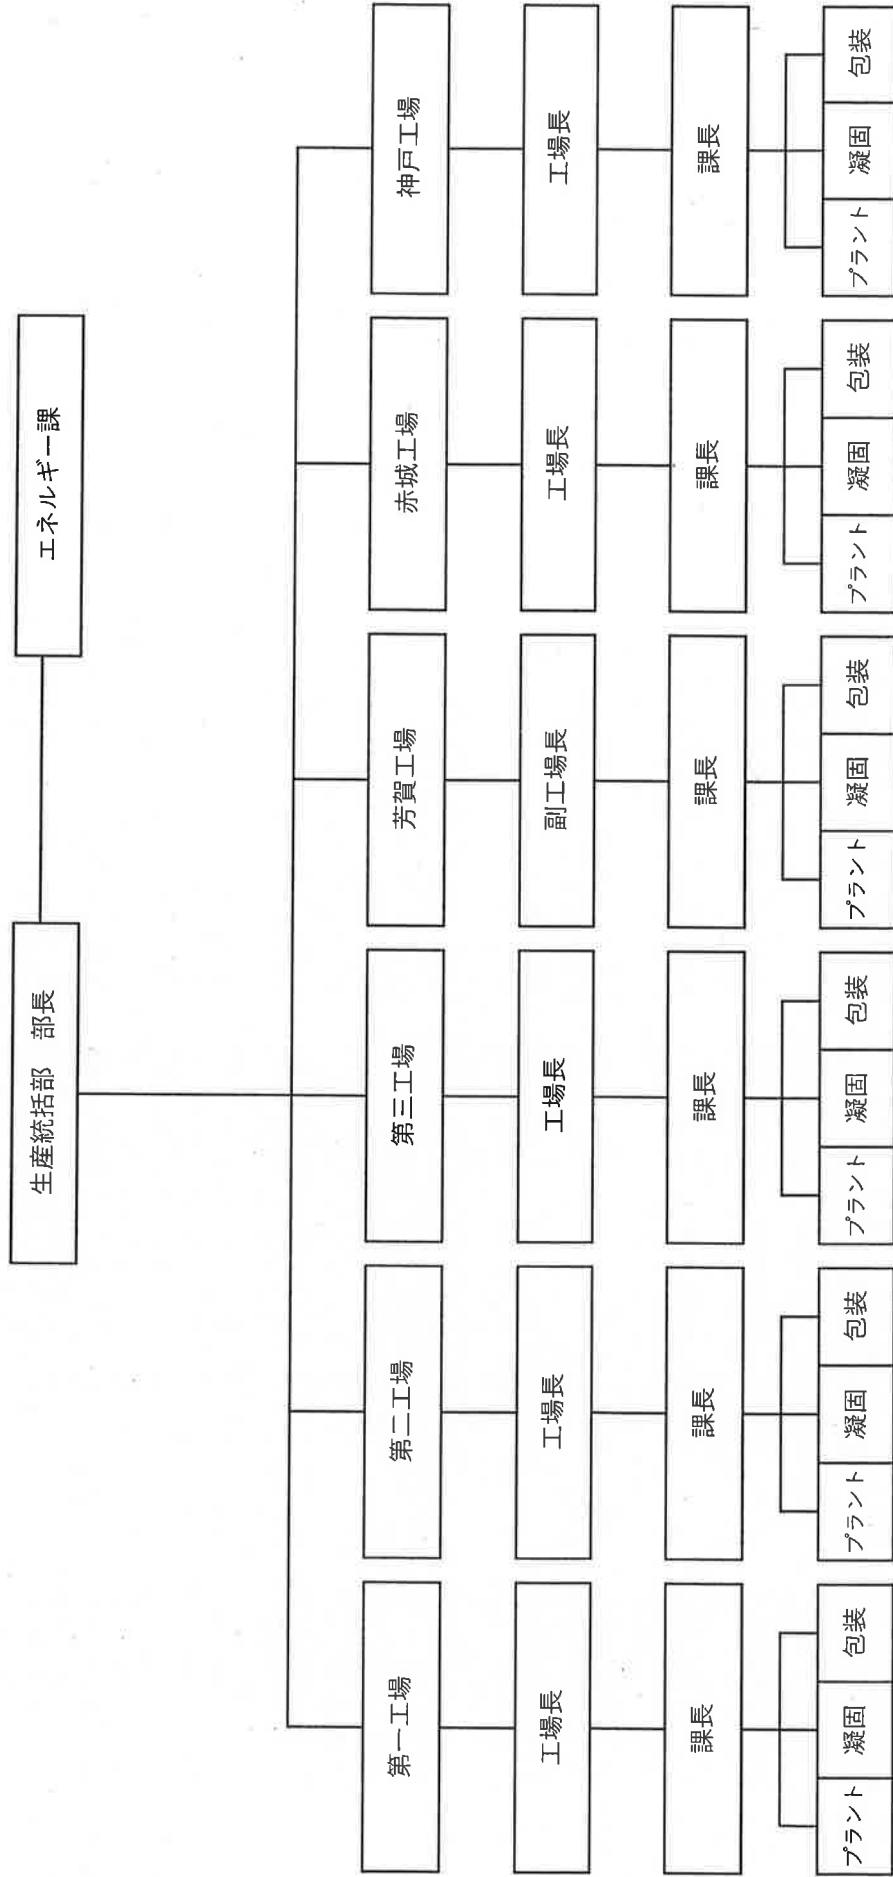 生産統括部　部長
エネルギー課
第一工場
第二工場
第三工場
芳賀工場
赤城工場
神戸工場
工場長
工場長
工場長
副工場長
工場長
工場長
課長
課長
課長
課長
課長
課長
プラント 凝固 包装
プラント 凝固 包装
プラント 凝固 包装
プラント 凝固 包装
プラント 凝固 包装
プラント 凝固 包装